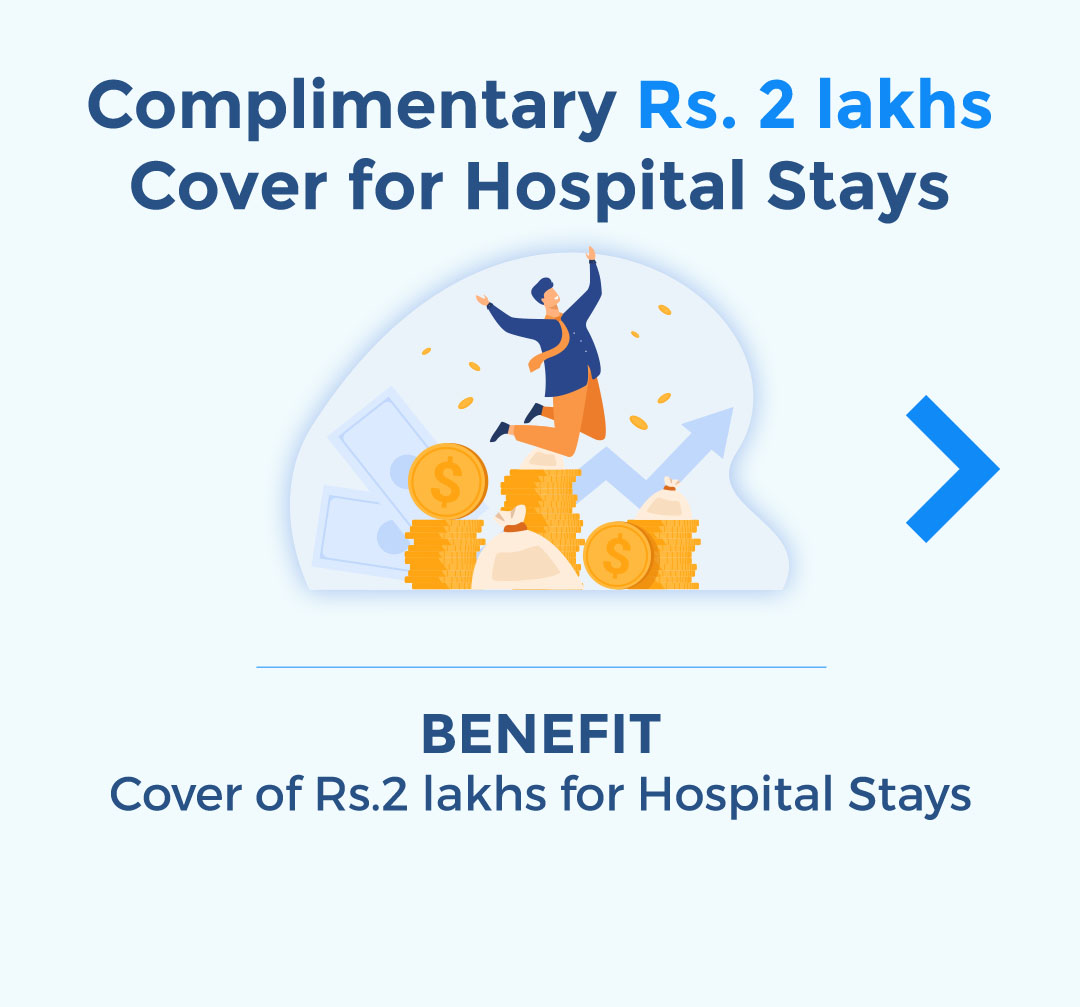 Complimentary Rs. 2 lakhs
Cover for Hospital Stays
$
$
BENEFIT
Cover of Rs.2 lakhs for Hospital Stays